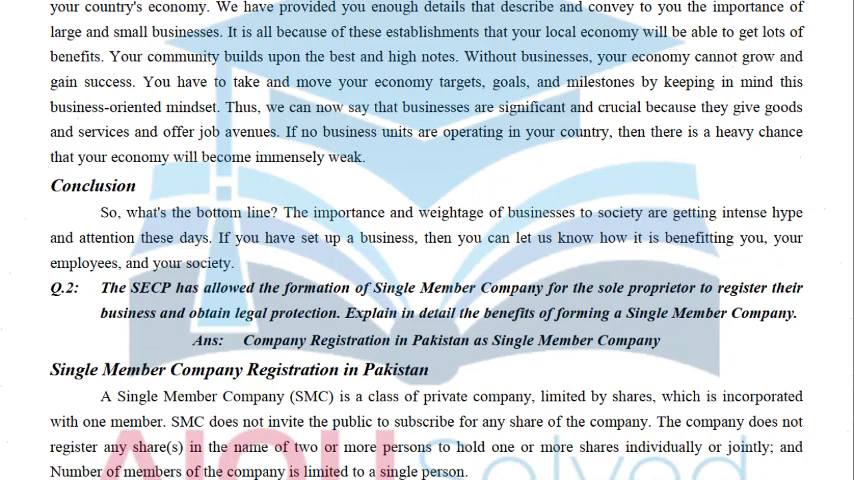 your country's economy. We have provided you enough details that describe and convey to you the importance of
large and small businesses. It is all because of these establishments that your local economy will be able to get lots of
benefits. Your community builds upon the best and high notes. Without businesses, your economy cannot grow and
gain success. You have to take and move your economy targets, goals, and milestones by keeping in mind this
business-oriented mindset. Thus, we can now say that businesses are significant and crucial because they give goods
and services and offer job avenues. If no business units are operating in your country, then there is a heavy chance
that your economy will become immensely weak.
Conclusion
So, what's the bottom line? The importance and weightage of businesses to society are getting intense hype
and attention these days. If you have set up a business, then you can let us know how it is benefitting you, your
employees, and your society.
Q.2: The SECP has allowed the formation of Single Member Company for the sole proprietor to register their
business and obtain legal protection. Explain in detail the benefits of forming a Single Member Company.
Ans: Company Registration in Pakistan as Single Member Company
Single Member Company Registration in Pakistan
A Single Member Company (SMC) is a class of private company, limited by shares, which is incorporated
with one member. SMC does not invite the public to subscribe for any share of the company. The company does not
register any share(s) in the name of two or more persons to hold one or more shares individually or jointly; and
Number of members of the company is limited to a single person.
AIOU Solved